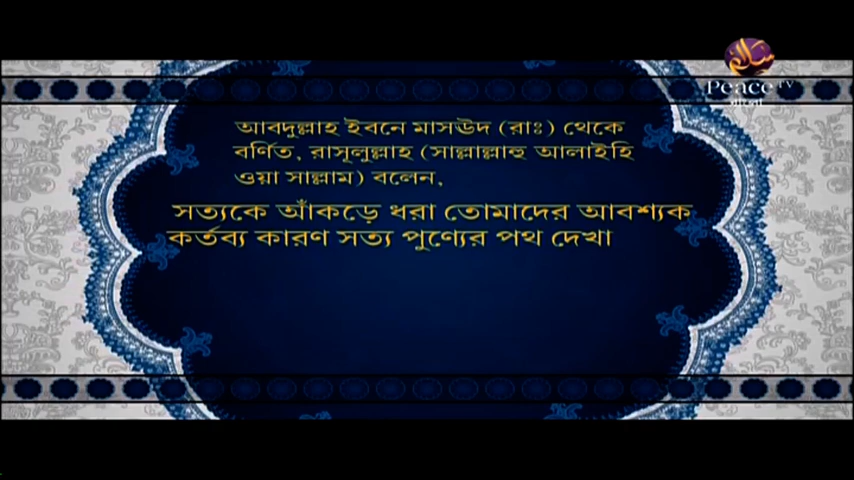 سلام
Peace TV
বাংলা
আবদুল্লাহ ইবনে মাসঊদ (রাঃ) থেকে
বর্ণিত, রাসূলুল্লাহ (সাল্লাল্লাহু আলাইহি
ওয়া সাল্লাম) বলেন,
সত্যকে আঁকড়ে ধরা তোমাদের আবশ্যক
কর্তব্য কারণ সত্য পুণ্যের পথ দেখা